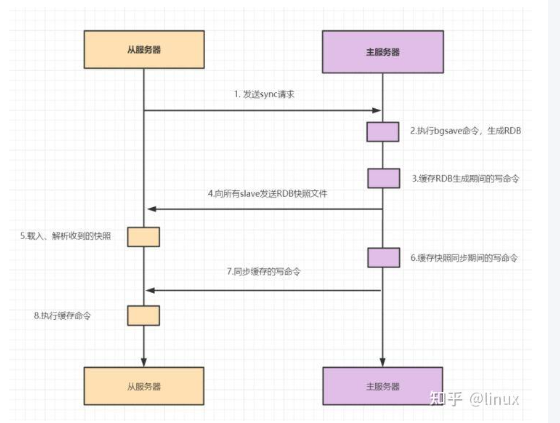 从服务器
主服务器
1. 发送sync请求
2.执行bgsave命令，生成RDB
3.缓存RDB生成期间的写命令
4.向所有slave发送RDB快照文件
5.载入、解析收到的快照
6.缓存快照同步期间的写命令
7.同步缓存的写命令
8.执行缓存命令
从服务器
主服务器
知乎 @linux